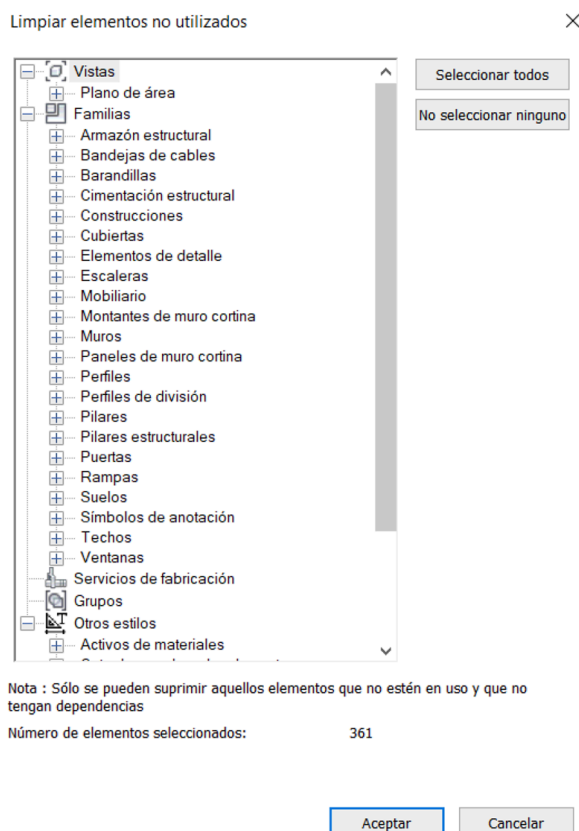 Limpiar elementos no utilizados
Vistas
Plano de área
Familias
Armazón estructural
Bandejas de cables
Barandillas
Cimentación estructural
Construcciones
Cubiertas
Elementos de detalle
Escaleras
Mobiliario
Montantes de muro cortina
Muros
Paneles de muro cortina
Perfiles
Perfiles de división
Pilares
Pilares estructurales
Puertas
Rampas
Suelos
Símbolos de anotación
Techos
Ventanas
Servicios de fabricación
Grupos
Otros estilos
Activos de materiales
Seleccionar todos
No seleccionar ninguno
Nota : Sólo se pueden suprimir aquellos elementos que no estén en uso y que no
tengan dependencias
Número de elementos seleccionados: 361
Aceptar Cancelar